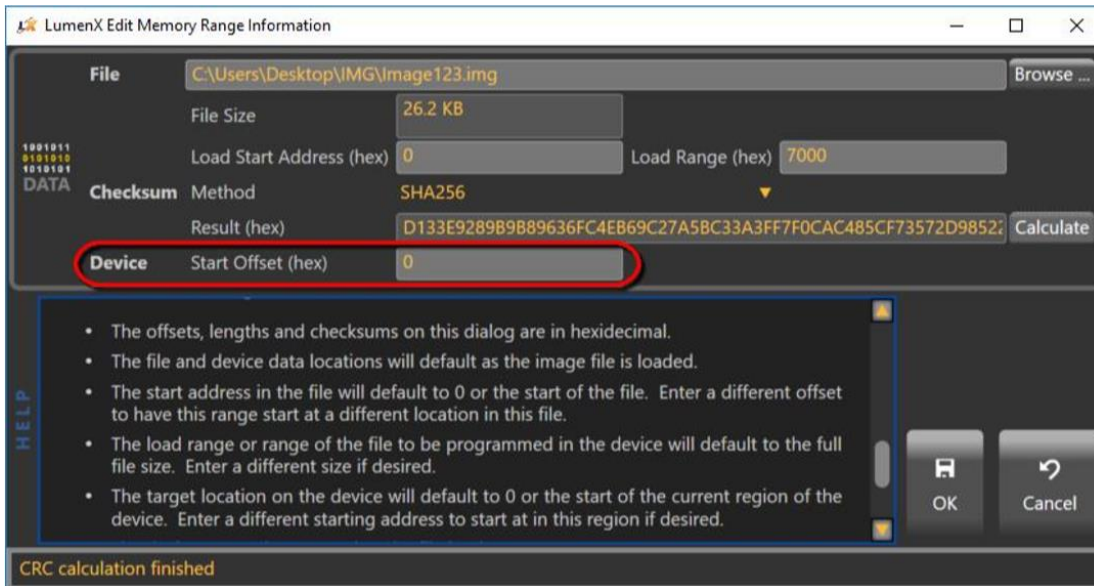 LumenX Edit Memory Range Information
File C:\Users\Desktop\IMG\Image123.img Browse ...
File Size 26.2 KB
1001011
0101010
1010101
DATA
Load Start Address (hex) 0 Load Range (hex) 7000
Checksum Method SHA256
Result (hex) D133E9289B9B89636FC4EB69C27A5BC33A3FF7F0CAC485CF73572D98522 Calculate
Device Start Offset (hex) 0
HELP
• The offsets, lengths and checksums on this dialog are in hexidecimal.
• The file and device data locations will default as the image file is loaded.
• The start address in the file will default to 0 or the start of the file. Enter a different offset
to have this range start at a different location in this file.
• The load range or range of the file to be programmed in the device will default to the full
file size. Enter a different size if desired.
• The target location on the device will default to 0 or the start of the current region of the
device. Enter a different starting address to start at in this region if desired.
OK
Cancel
CRC calculation finished